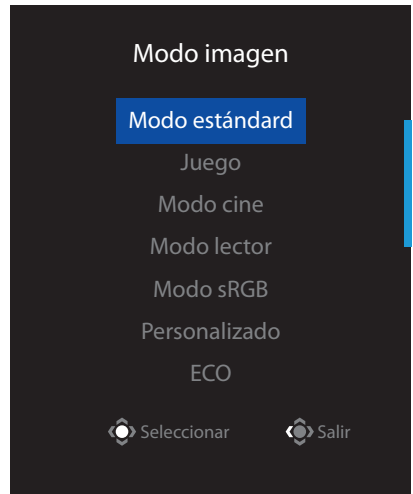 Modo imagen
Modo estándard
Juego
Modo cine
Modo lector
Modo sRGB
Personalizado
ECO
Seleccionar Salir